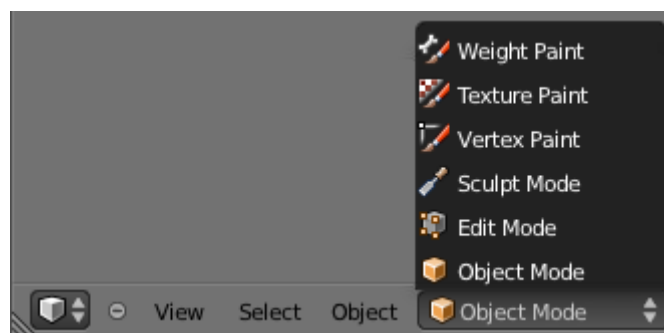 Weight Paint
Texture Paint
Vertex Paint
Sculpt Mode
Edit Mode
Object Mode
View Select Object Object Mode